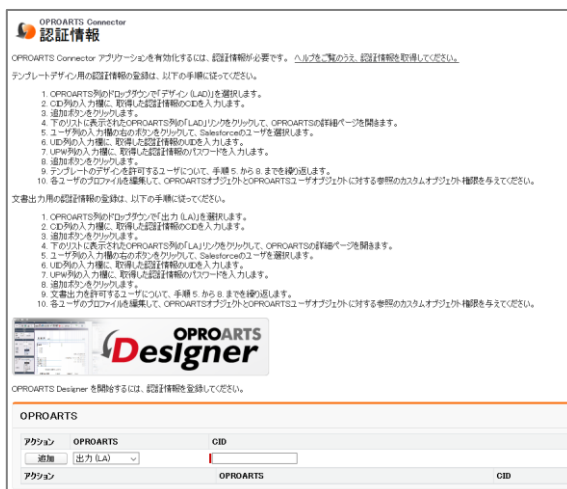 OPROARTS Connector
認証情報
OPROARTS Connector アプリケーションを有効化するには、認証情報が必要です。 ヘルプをご覧のうえ、認証情報を取得してください。
テンプレートデザイン用の認証情報の登録は、以下の手順に従ってください。
1. OPROARTS列のドロップダウンで「デザイン (LAD)」を選択します。
2. CID列の入力欄に、取得した認証情報のCIDを入力します。
3. 追加ボタンをクリックします。
4. 下のリストに表示されたOPROARTS列の「LAD」リンクをクリックして、OPROARTSの詳細ページを開きます。
5. ユーザ列の入力欄の右のボタンをクリックして、Salesforceのユーザを選択します。
6. UID列の入力欄に、取得した認証情報のUIDを入力します。
7. UPW列の入力欄に、取得した認証情報のパスワードを入力します。
8. 追加ボタンをクリックします。
9. テンプレートのデザインを許可するユーザについて、手順 5. から 8. までを繰り返します。
10. 各ユーザのプロファイルを編集して、OPROARTSオブジェクトとOPROARTSユーザオブジェクトに対する参照のカスタムオブジェクト権限を与えてください。
文書出力用の認証情報の登録は、以下の手順に従ってください。
1. OPROARTS列のドロップダウンで「出力 (LA)」を選択します。
2. CID列の入力欄に、取得した認証情報のCIDを入力します。
3. 追加ボタンをクリックします。
4. 下のリストに表示されたOPROARTS列の「LA」リンクをクリックして、OPROARTSの詳細ページを開きます。
5. ユーザ列の入力欄の右のボタンをクリックして、Salesforceのユーザを選択します。
6. UID列の入力欄に、取得した認証情報のUIDを入力します。
7. UPW列の入力欄に、取得した認証情報のパスワードを入力します。
8. 追加ボタンをクリックします。
9. 文書出力を許可するユーザについて、手順 5. から 8. までを繰り返します。
10. 各ユーザのプロファイルを編集して、OPROARTSオブジェクトとOPROARTSユーザオブジェクトに対する参照のカスタムオブジェクト権限を与えてください。
OPROARTS
Designer
OPROARTS Designer を開始するには、認証情報を登録してください。
OPROARTS
アクション OPROARTS CID
追加 出力 (LA)
アクション OPROARTS CID